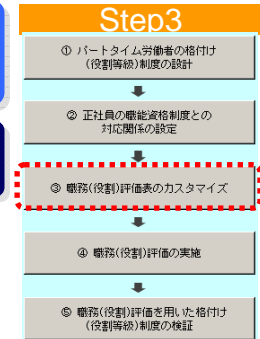 Step3
① パートタイム労働者の格付け
(役割等級)制度の設計
② 正社員の職能資格制度との
対応関係の設定
③ 職務(役割)評価表のカスタマイズ
④ 職務(役割)評価の実施
⑤ 職務(役割)評価を用いた格付け
(役割等級)制度の検証